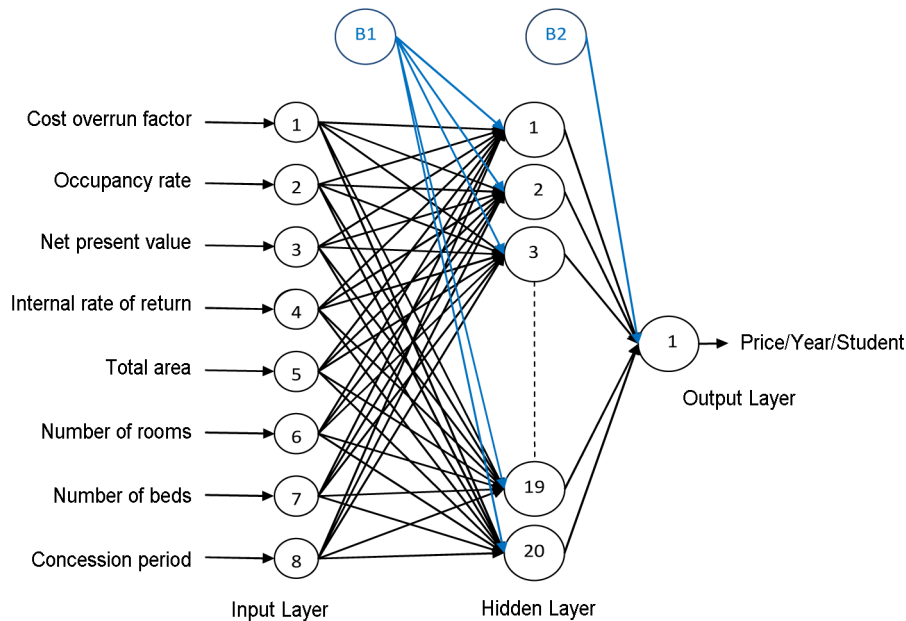 B1
B2
Cost overrun factor
1
1
Occupancy rate
2
2
Net present value
3
3
Internal rate of return
4
Total area
5
1
Price/Year/Student
Output Layer
Number of rooms
6
Number of beds
7
19
Concession period
8
20
Input Layer
Hidden Layer